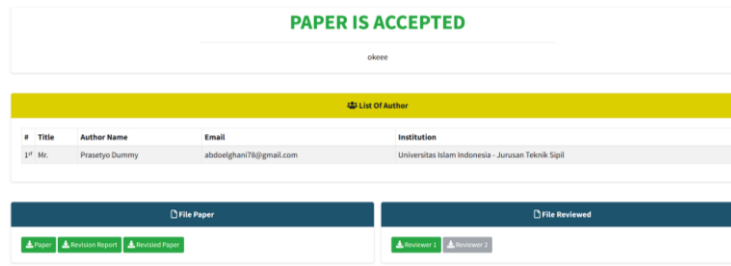 PAPER IS ACCEPTED
okeee
List Of Author
# Title Author Name Email Institution
1st Mr. Prasetyo Dummy abdoelghani78@gmail.com Universitas Islam Indonesia - Jurusan Teknik Sipil
File Paper
Paper Revision Report Revisied Paper
File Reviewed
Reviewer 1 Reviewer 2